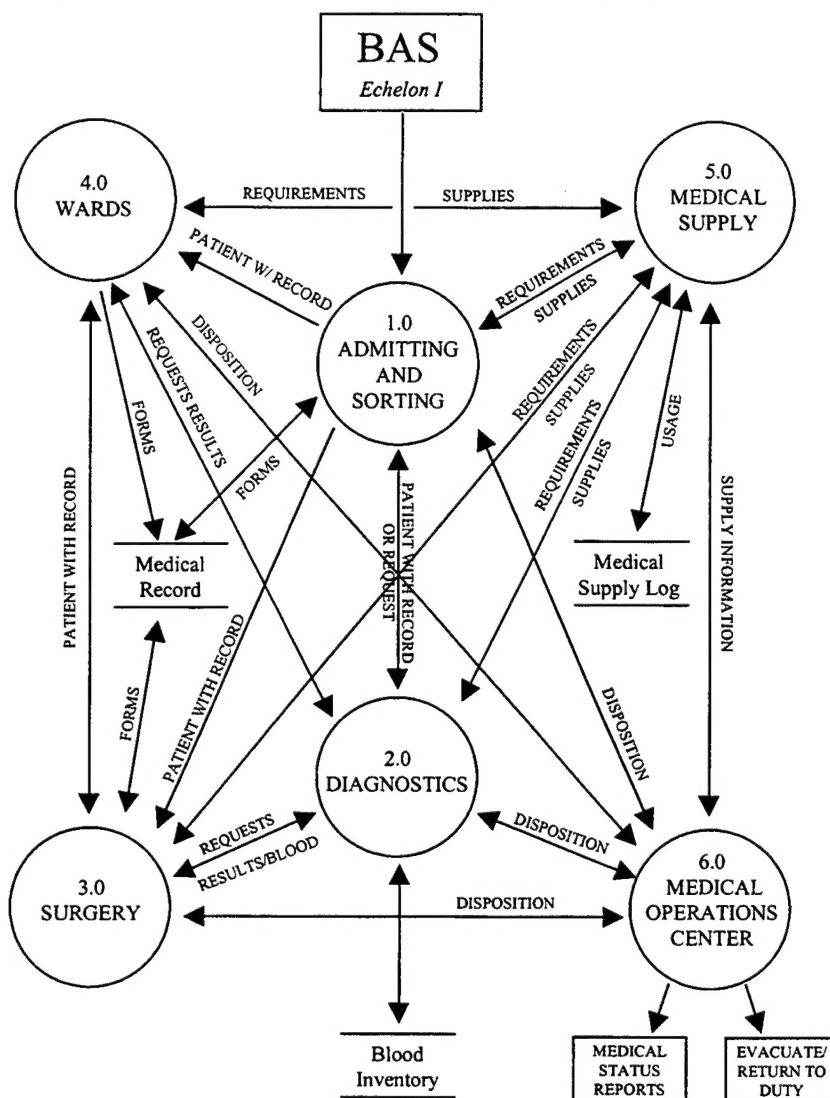 BAS
Echelon I
4.0
WARDS
5.0
MEDICAL
SUPPLY
REQUIREMENTS
SUPPLIES
PATIENT W/ RECORD
REQUIREMENTS
SUPPLIES
1.0
ADMITTING
AND
SORTING
DISPOSITION
REQUESTS RESULTS
REQUIREMENTS
SUPPLIES
REQUIREMENTS
SUPPLIES
USAGE
FORMS
FORMS
PATIENT WITH RECORD
OR REQUEST
SUPPLY INFORMATION
PATIENT WITH RECORD
Medical
Record
Medical
Supply Log
FORMS
PATIENT WITH RECORD
DISPOSITION
2.0
DIAGNOSTICS
REQUESTS
RESULTS/BLOOD
DISPOSITION
3.0
SURGERY
DISPOSITION
6.0
MEDICAL
OPERATIONS
CENTER
Blood
Inventory
MEDICAL
STATUS
REPORTS
EVACUATE/
RETURN TO
DUTY